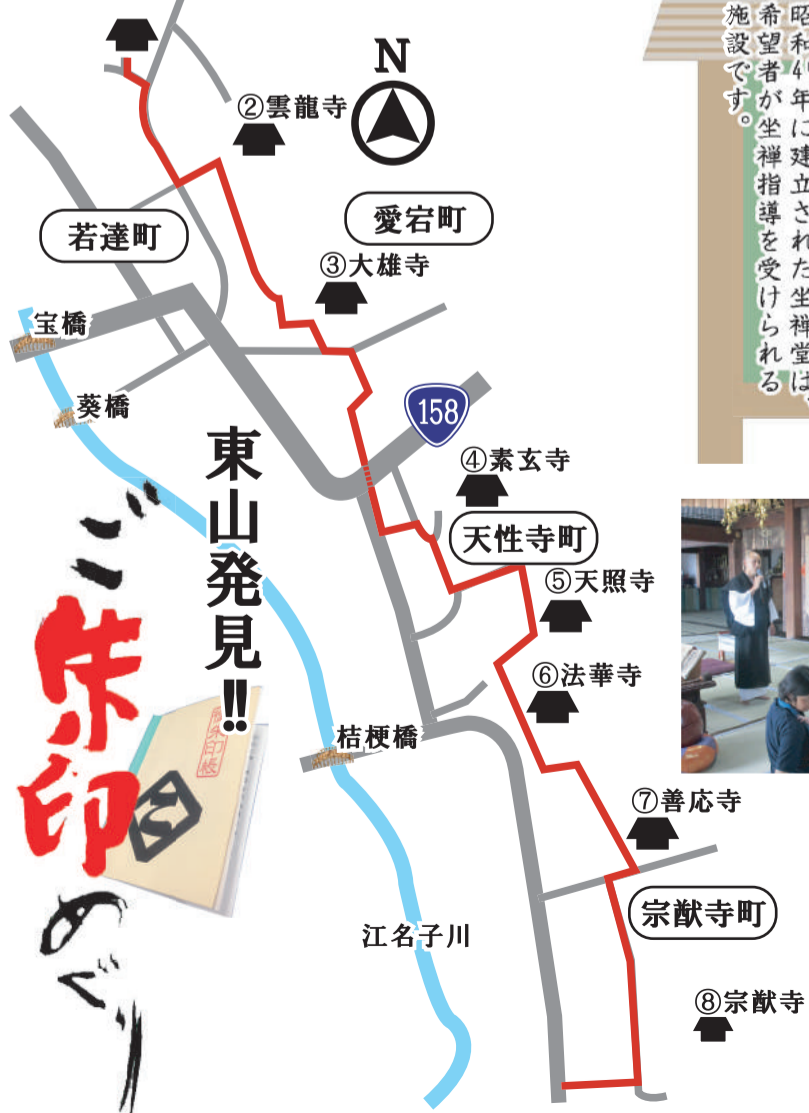 N
②雲龍寺
若達町
愛宕町
③大雄寺
宝橋
葵橋
158
④素玄寺
天性寺町
⑤天照寺
⑥法華寺
桔梗橋
⑦善応寺
宗猷寺町
江名子川
⑧宗猷寺
東山発見!!
ご朱印めぐり
御朱印帳
年に建立された坐禅堂は、
希望者が坐禅指導を受けられる
施設です。